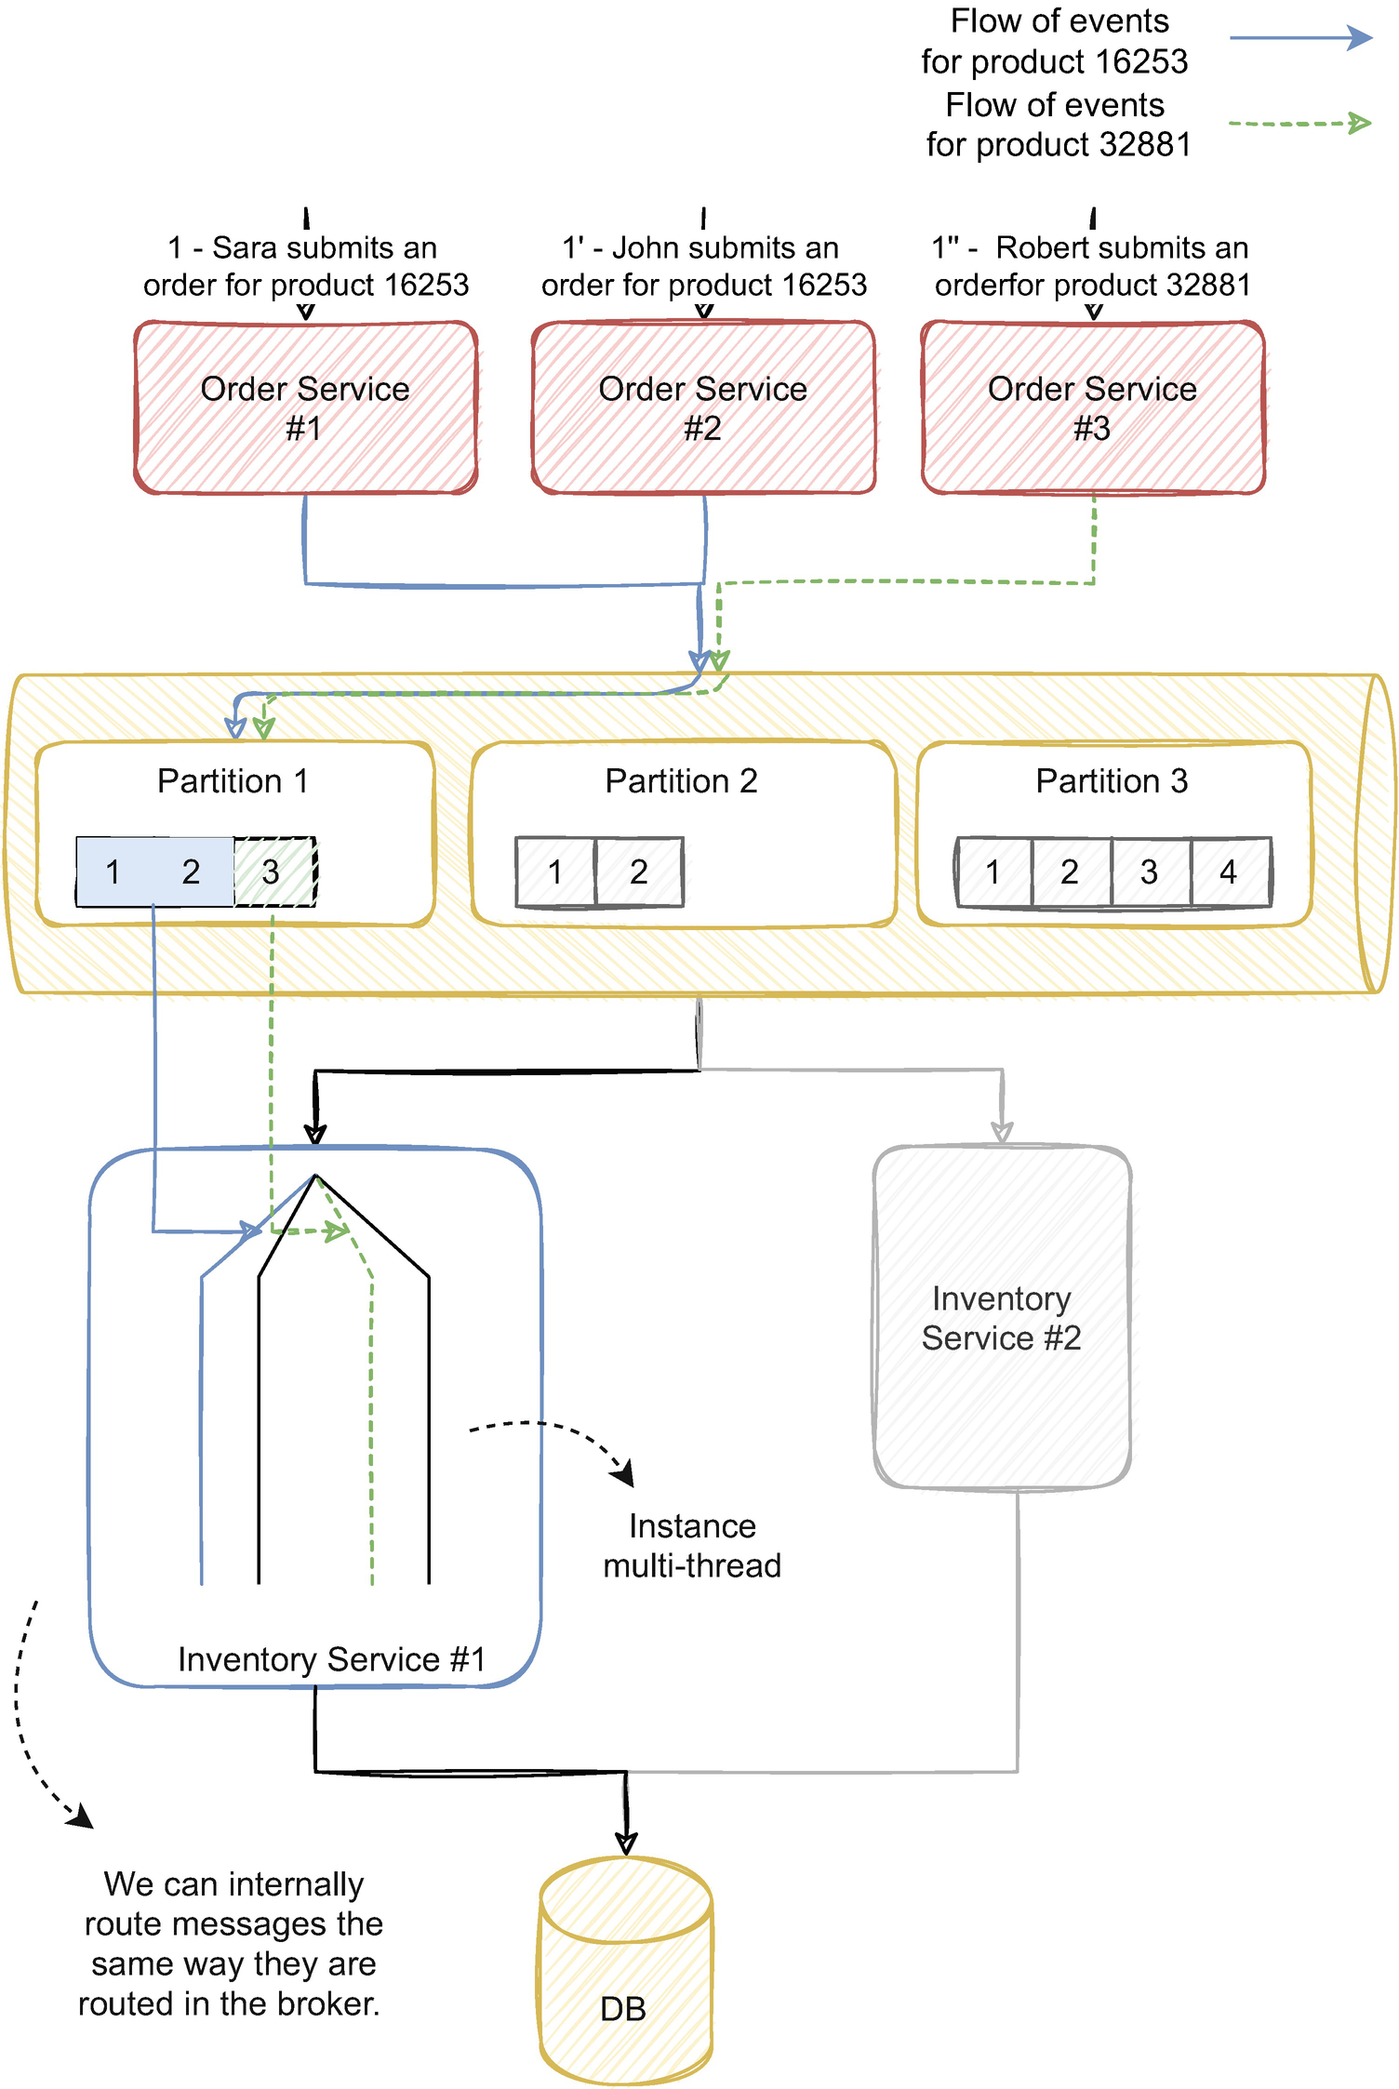 Flow of events
for product 16253
Flow of events
for product 32881
1 - Sara submits an
order for product 16253
1' - John submits an
order for product 16253
1" - Robert submits an
orderfor product 32881
Order Service
#1
Order Service
#2
Order Service
#3
Partition 1
1 2 3
Partition 2
1 2
Partition 3
1 2 3 4
Inventory
Service #2
Instance
multi-thread
Inventory Service #1
We can internally
route messages the
same way they are
routed in the broker.
DB